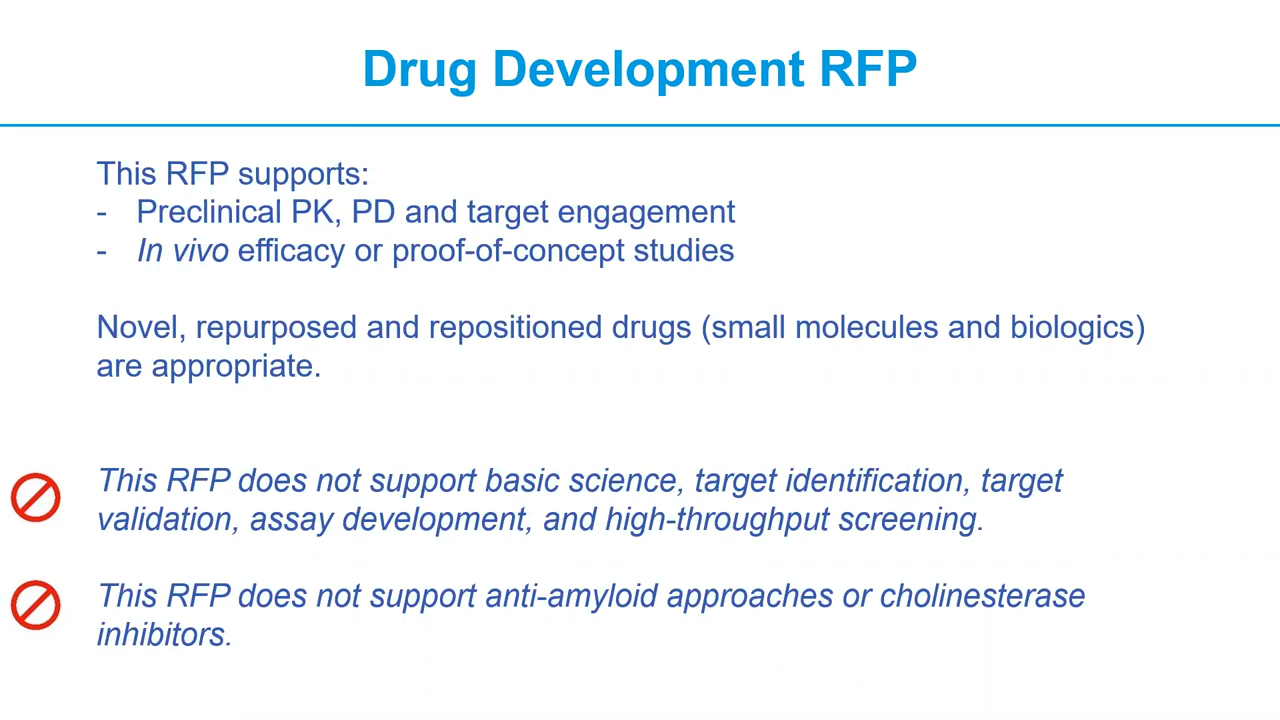 Drug Development RFP
This RFP supports:
- Preclinical PK, PD and target engagement
- In vivo efficacy or proof-of-concept studies
Novel, repurposed and repositioned drugs (small molecules and biologics)
are appropriate.
This RFP does not support basic science, target identification, target
validation, assay development, and high-throughput screening.
This RFP does not support anti-amyloid approaches or cholinesterase
inhibitors.